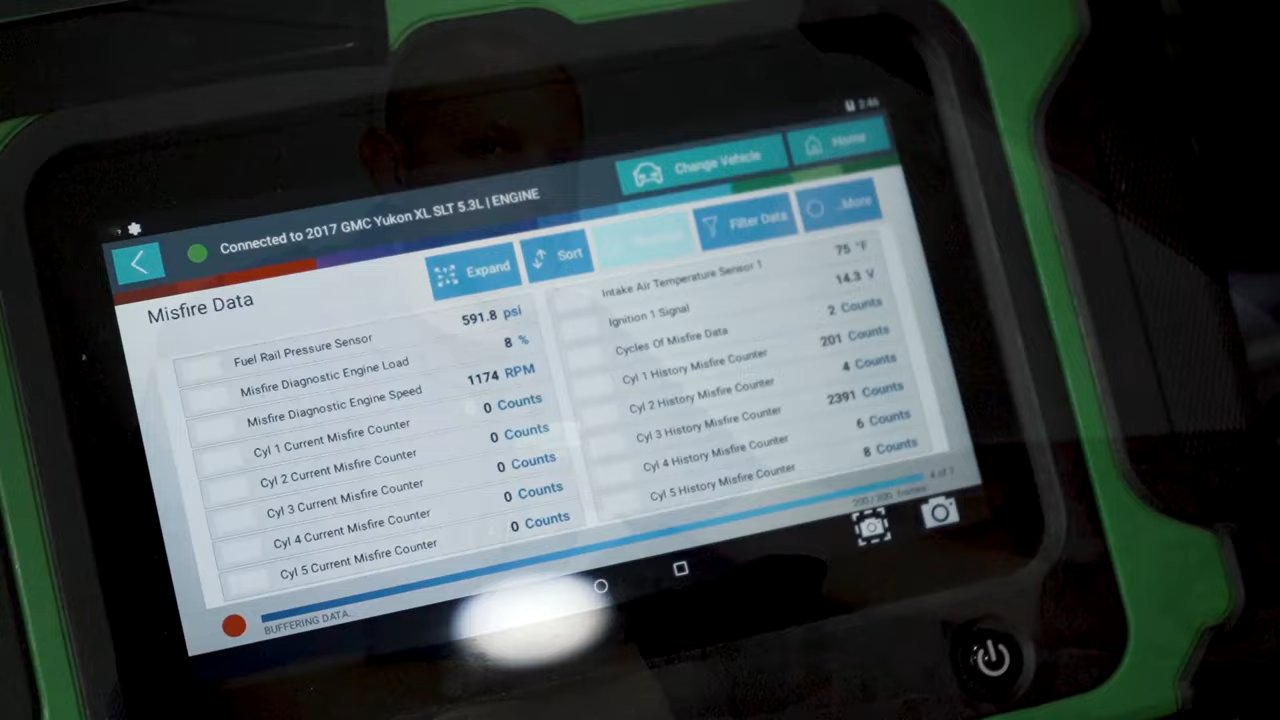 2:46
Connected to 2017 GMC Yukon XL SLT 5.3L | ENGINE
Change Vehicle
Home
Misfire Data
Expand
Sort
Filter Data
...More
Fuel Rail Pressure Sensor 591.8 psi
Misfire Diagnostic Engine Load 8 %
Misfire Diagnostic Engine Speed 1174 RPM
Cyl 1 Current Misfire Counter 0 Counts
Cyl 2 Current Misfire Counter 0 Counts
Cyl 3 Current Misfire Counter 0 Counts
Cyl 4 Current Misfire Counter 0 Counts
Cyl 5 Current Misfire Counter 0 Counts
Intake Air Temperature Sensor 1 75 °F
Ignition 1 Signal 14.3 V
Cycles Of Misfire Data 2 Counts
Cyl 1 History Misfire Counter 201 Counts
Cyl 2 History Misfire Counter 4 Counts
Cyl 3 History Misfire Counter 2391 Counts
Cyl 4 History Misfire Counter 6 Counts
Cyl 5 History Misfire Counter 8 Counts
BUFFERING DATA...
frames